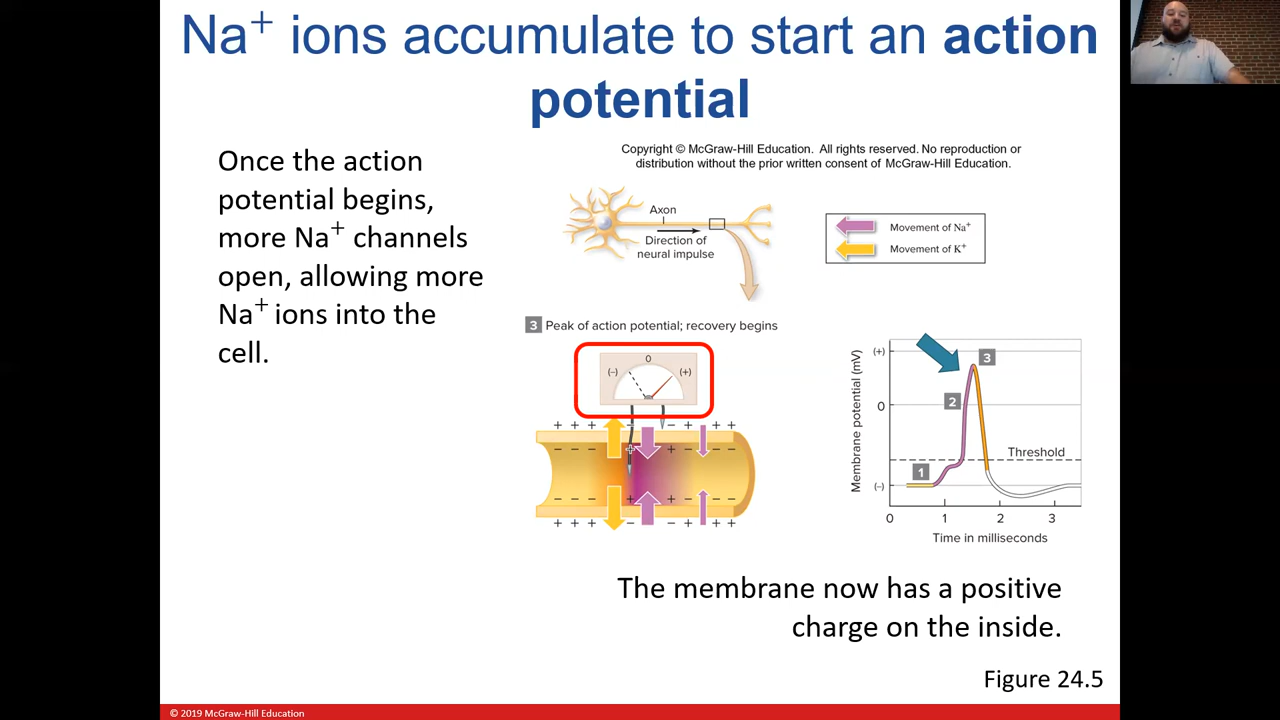 Na⁺ ions accumulate to start an action
potential
Once the action
potential begins,
more Na⁺ channels
open, allowing more
Na⁺ ions into the
cell.
Copyright © McGraw-Hill Education. All rights reserved. No reproduction or
distribution without the prior written consent of McGraw-Hill Education.
Axon
Direction of
neural impulse
Movement of Na⁺
Movement of K⁺
3 Peak of action potential; recovery begins
0
(–) (+)
+ + + + – – + + + +
– – – – + + – – –
– – – – + + – – –
+ + + + – – + + + +
Membrane potential (mV)
(+)
0
(–)
1
2
3
Threshold
0 1 2 3
Time in milliseconds
The membrane now has a positive
charge on the inside.
Figure 24.5
© 2019 McGraw-Hill Education